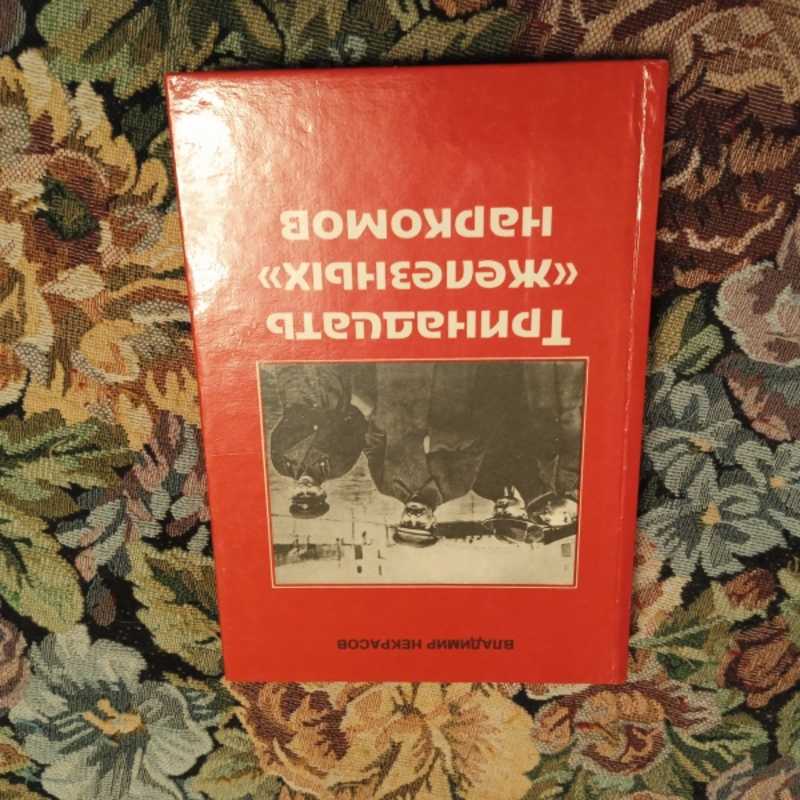 ВЛАДИМИР НЕКРАСОВ
Тринадцать
«железных»
наркомов